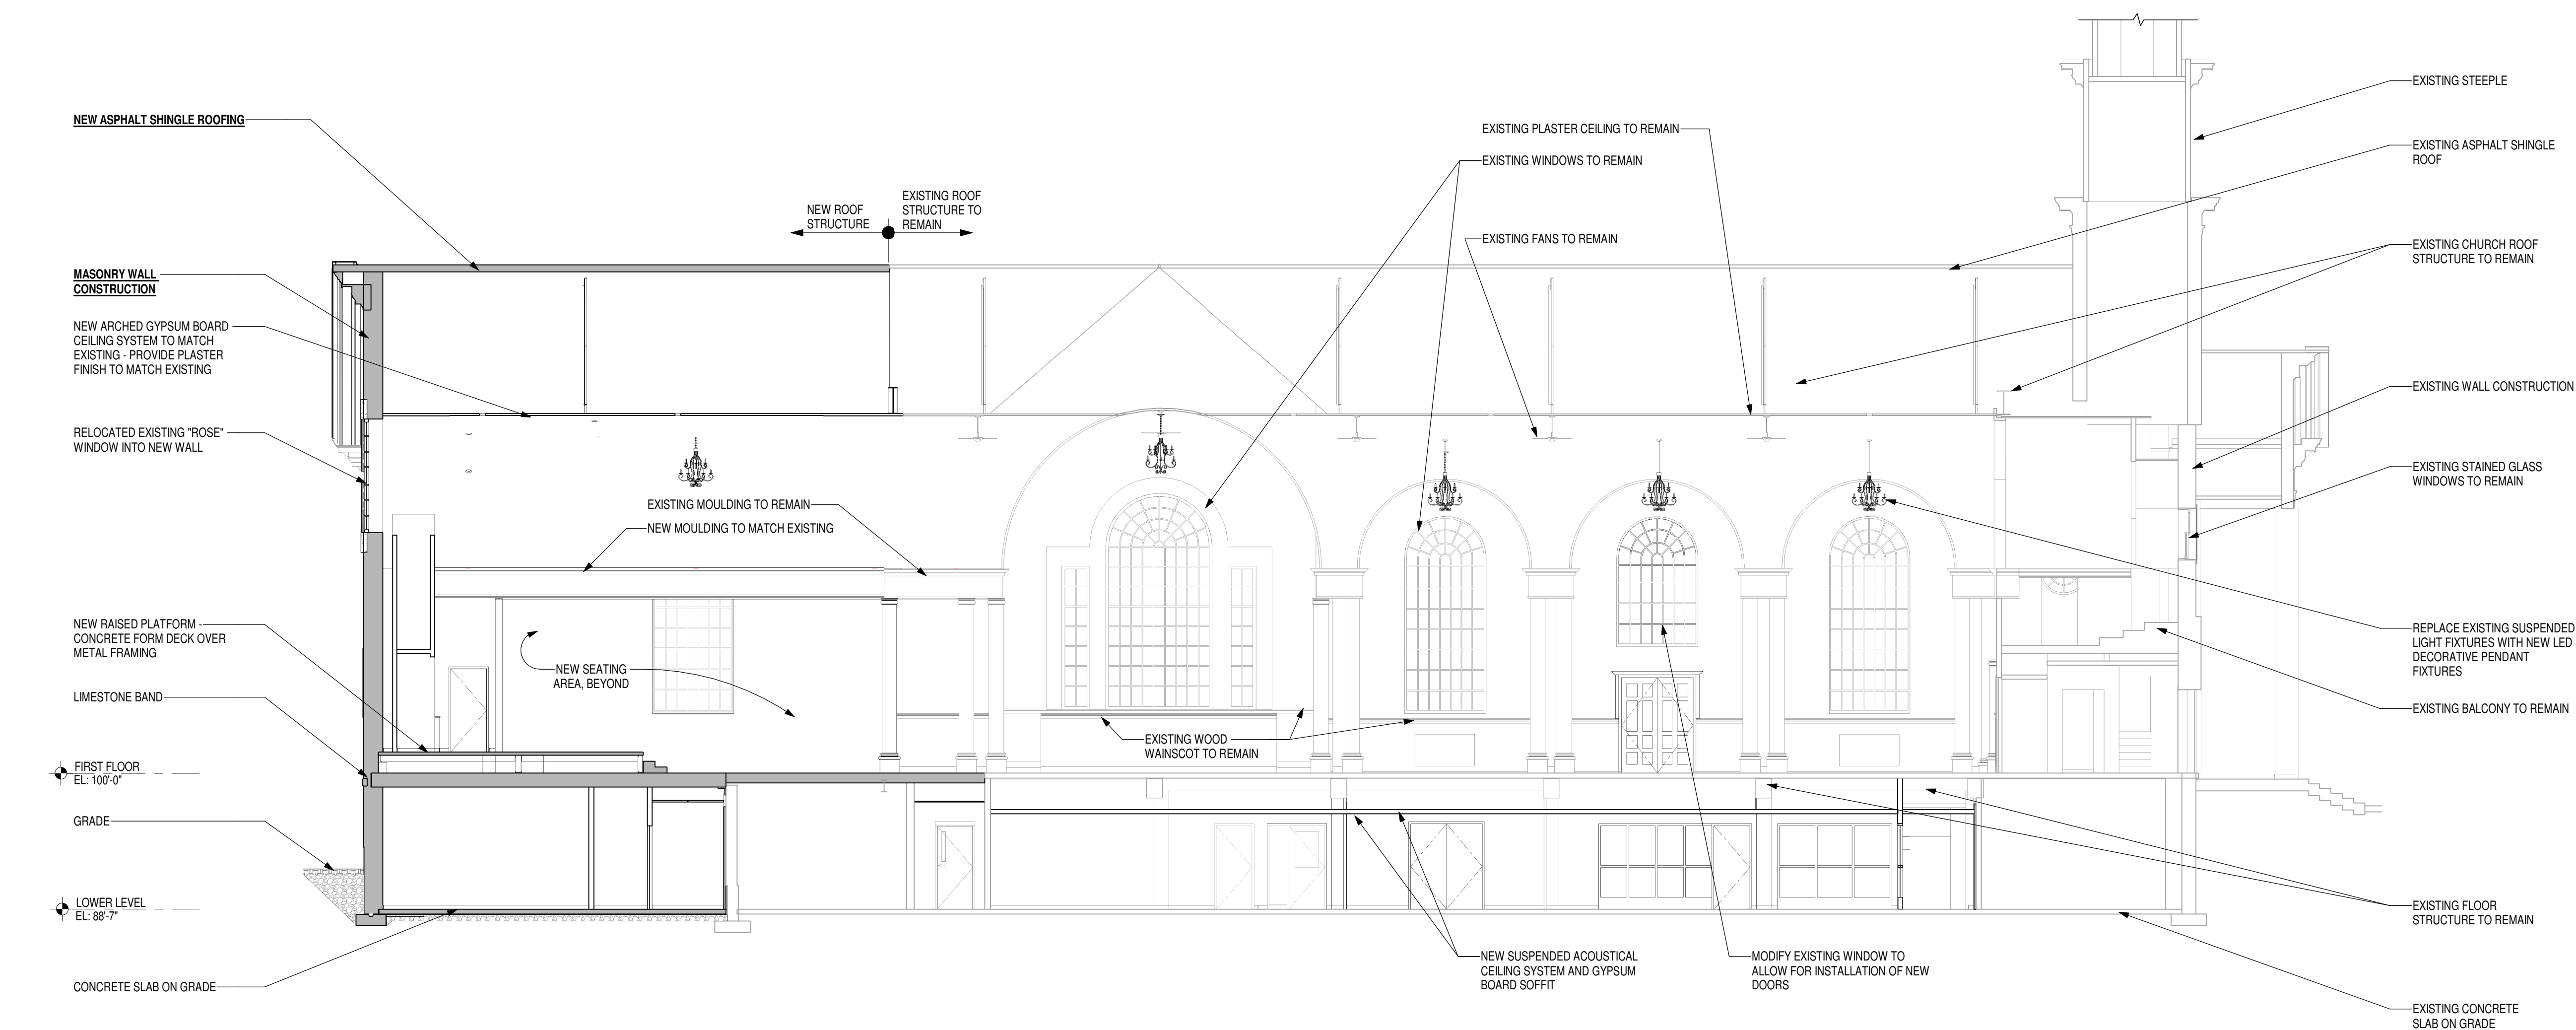 NEW ASPHALT SHINGLE ROOFING
MASONRY WALL
CONSTRUCTION
NEW ARCHED GYPSUM BOARD
CEILING SYSTEM TO MATCH
EXISTING - PROVIDE PLASTER
FINISH TO MATCH EXISTING
RELOCATED EXISTING "ROSE"
WINDOW INTO NEW WALL
NEW RAISED PLATFORM -
CONCRETE FORM DECK OVER
METAL FRAMING
LIMESTONE BAND
FIRST FLOOR
EL: 100'-0"
GRADE
LOWER LEVEL
EL: 88'-7"
CONCRETE SLAB ON GRADE
NEW ROOF
STRUCTURE
EXISTING ROOF
STRUCTURE TO
REMAIN
EXISTING MOULDING TO REMAIN
NEW MOULDING TO MATCH EXISTING
NEW SEATING
AREA, BEYOND
EXISTING WOOD
WAINSCOT TO REMAIN
EXISTING PLASTER CEILING TO REMAIN
EXISTING WINDOWS TO REMAIN
EXISTING FANS TO REMAIN
NEW SUSPENDED ACOUSTICAL
CEILING SYSTEM AND GYPSUM
BOARD SOFFIT
MODIFY EXISTING WINDOW TO
ALLOW FOR INSTALLATION OF NEW
DOORS
EXISTING STEEPLE
EXISTING ASPHALT SHINGLE
ROOF
EXISTING CHURCH ROOF
STRUCTURE TO REMAIN
EXISTING WALL CONSTRUCTION
EXISTING STAINED GLASS
WINDOWS TO REMAIN
REPLACE EXISTING SUSPENDED
LIGHT FIXTURES WITH NEW LED
DECORATIVE PENDANT
FIXTURES
EXISTING BALCONY TO REMAIN
EXISTING FLOOR
STRUCTURE TO REMAIN
EXISTING CONCRETE
SLAB ON GRADE